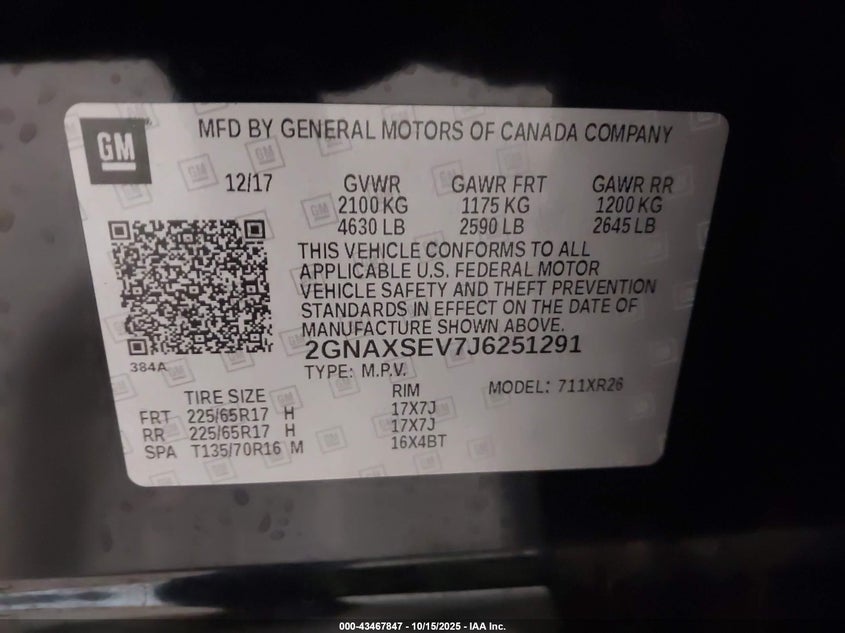 GM
MFD BY GENERAL MOTORS OF CANADA COMPANY
12/17 GVWR GAWR FRT GAWR RR
2100 KG 1175 KG 1200 KG
4630 LB 2590 LB 2645 LB
THIS VEHICLE CONFORMS TO ALL
APPLICABLE U.S. FEDERAL MOTOR
VEHICLE SAFETY AND THEFT PREVENTION
STANDARDS IN EFFECT ON THE DATE OF
MANUFACTURE SHOWN ABOVE.
2GNAXSEV7J6251291
384A
TYPE: M.P.V. MODEL: 711XR26
TIRE SIZE RIM
FRT 225/65R17 H 17X7J
RR 225/65R17 H 17X7J
SPA T135/70R16 M 16X4BT
000-43467847 - 10/15/2025 - IAA Inc.